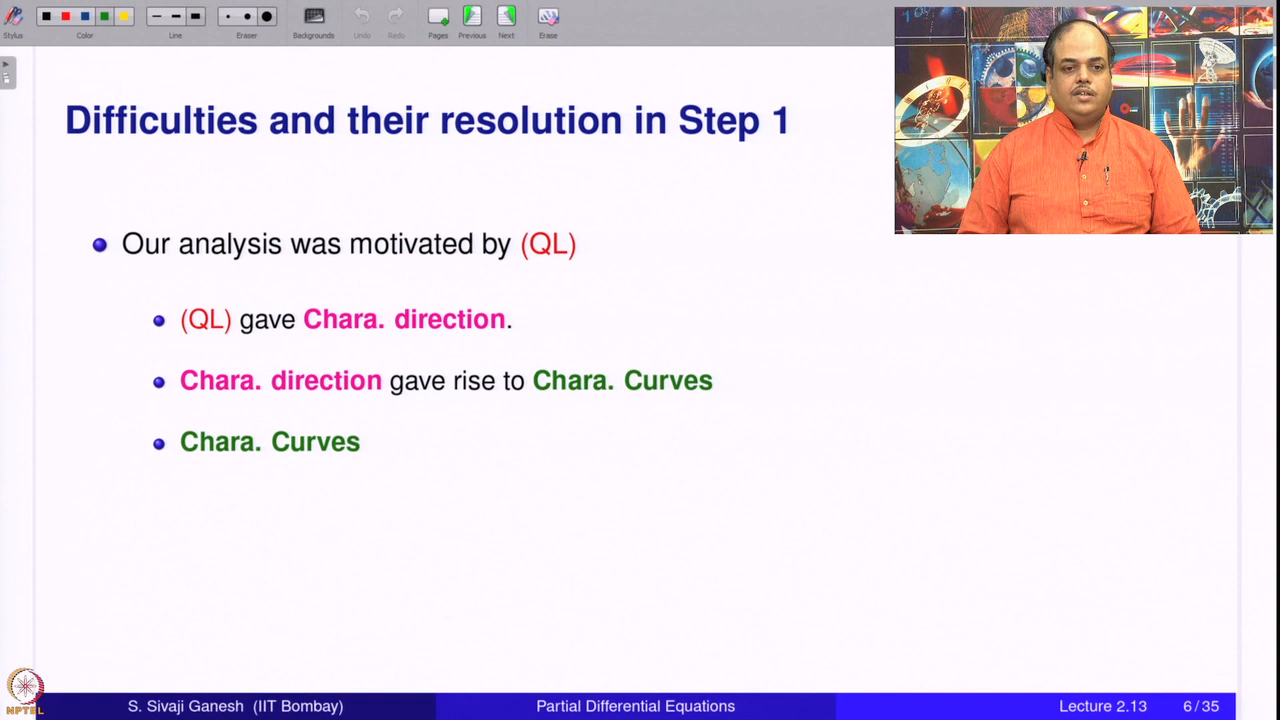 Stylus
Color
Line
Eraser
Backgrounds
Undo
Redo
Pages
Previous
Next
Erase
Difficulties and their resolution in Step 1
Our analysis was motivated by (QL)
(QL) gave Chara. direction.
Chara. direction gave rise to Chara. Curves
Chara. Curves
NPTEL
S. Sivaji Ganesh (IIT Bombay)
Partial Differential Equations
Lecture 2.13
6 / 35